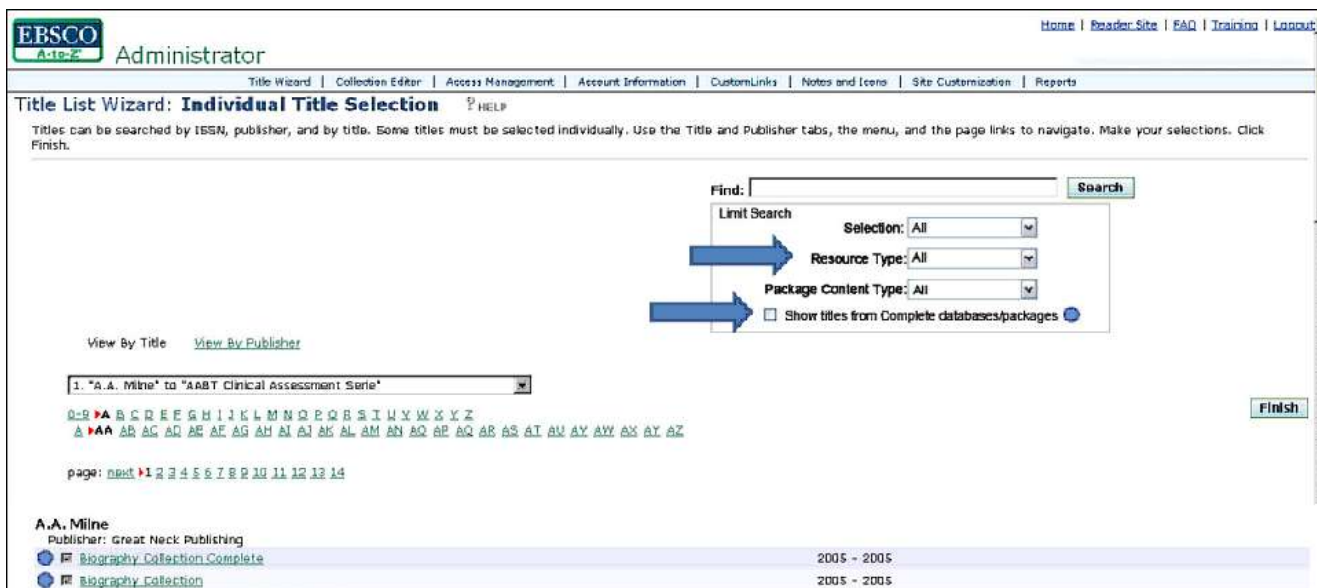 Home | Reader Site | FAQ | Training | Logout
EBSCO
A-to-Z
Administrator
Title Wizard | Collection Editor | Access Management | Account Information | CustomLinks | Notes and Icons | Site Customization | Reports
Title List Wizard: Individual Title Selection ? HELP
Titles can be searched by ISSN, publisher, and by title. Some titles must be selected individually. Use the Title and Publisher tabs, the menu, and the page links to navigate. Make your selections. Click
Finish.
Find: Search
Limit Search
Selection: All
Resource Type: All
Package Content Type: All
Show titles from Complete databases/packages
View By Title View By Publisher
1. "A.A. Milne" to "AABT Clinical Assessment Serie"
Finish
0-9 A B C D E F G H I J K L M N O P Q R S T U V W X Y Z
A AA AB AC AD AE AF AG AH AI AJ AK AL AM AN AO AP AQ AR AS AT AU AV AW AX AY AZ
page: next 1 2 3 4 5 6 7 8 9 10 11 12 13 14
A.A. Milne
Publisher: Great Neck Publishing
Biography Collection Complete 2005 - 2005
Biography Collection 2005 - 2005